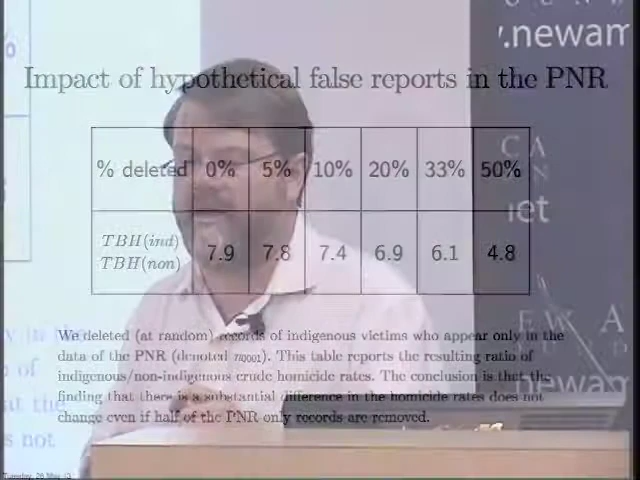 .newam
Impact of hypothetical false reports in the PNR
% deleted 0% 5% 10% 20% 33% 50%
TBH(ind)
TBH(non)
7.9 7.8 7.4 6.9 6.1 4.8
We deleted (at random) records of indigenous victims who appear only in the
data of the PNR (denoted n00001). This table reports the resulting ratio of
indigenous/non-indigenous crude homicide rates. The conclusion is that the
finding that there is a substantial difference in the homicide rates does not
change even if half of the PNR-only records are removed.